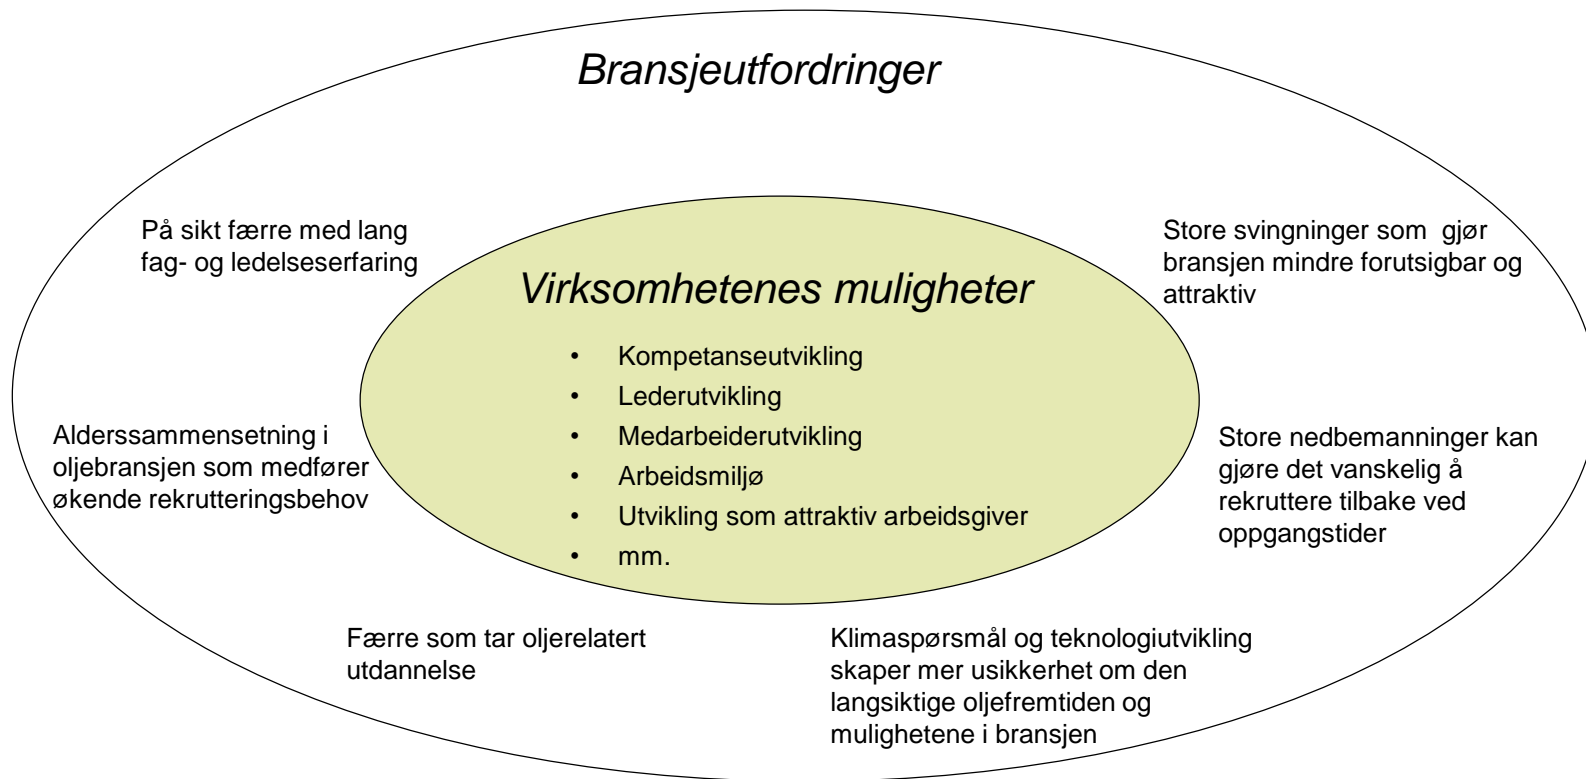 Bransjeutfordringer
På sikt færre med lang
fag- og ledelseserfaring
Store svingninger som  gjør
bransjen mindre forutsigbar og
attraktiv
Virksomhetenes muligheter
• Kompetanseutvikling
• Lederutvikling
• Medarbeiderutvikling
• Arbeidsmiljø
• Utvikling som attraktiv arbeidsgiver
• mm.
Alderssammensetning i
oljebransjen som medfører
økende rekrutteringsbehov
Store nedbemanninger kan
gjøre det vanskelig å
rekruttere tilbake ved
oppgangstider
Færre som tar oljerelatert
utdannelse
Klimaspørsmål og teknologiutvikling
skaper mer usikkerhet om den
langsiktige oljefremtiden og
mulighetene i bransjen